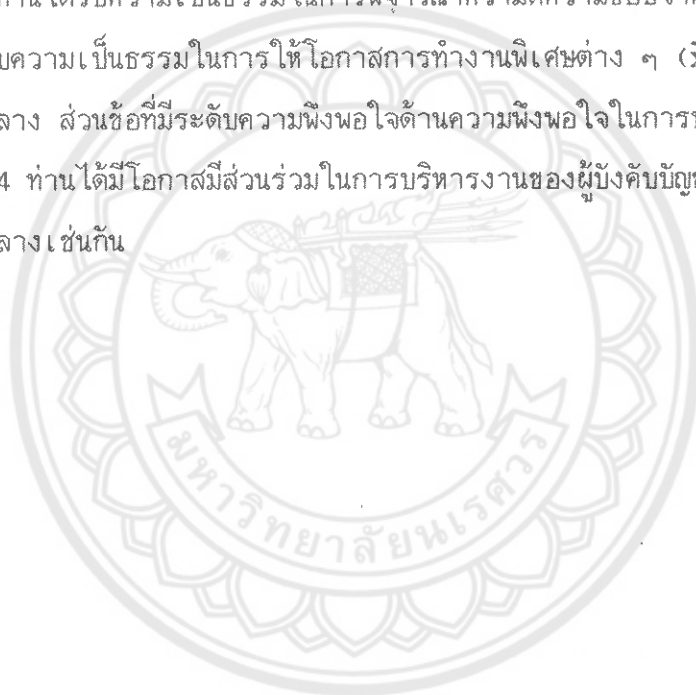 ท่านได้รับความเป็นธรรมในการพิจารณาความดีความชอบ
ความเป็นธรรมในการให้โอกาสการทำงานพิเศษต่าง ๆ
ลาง ส่วนข้อที่มีระดับความพึงพอใจด้านความพึงพอใจในการ
4 ท่านได้มีโอกาสมีส่วนร่วมในการบริหารงานของผู้บังคับบัญ
ลางเช่นกัน
มหาวิทยาลัยนเรศวร